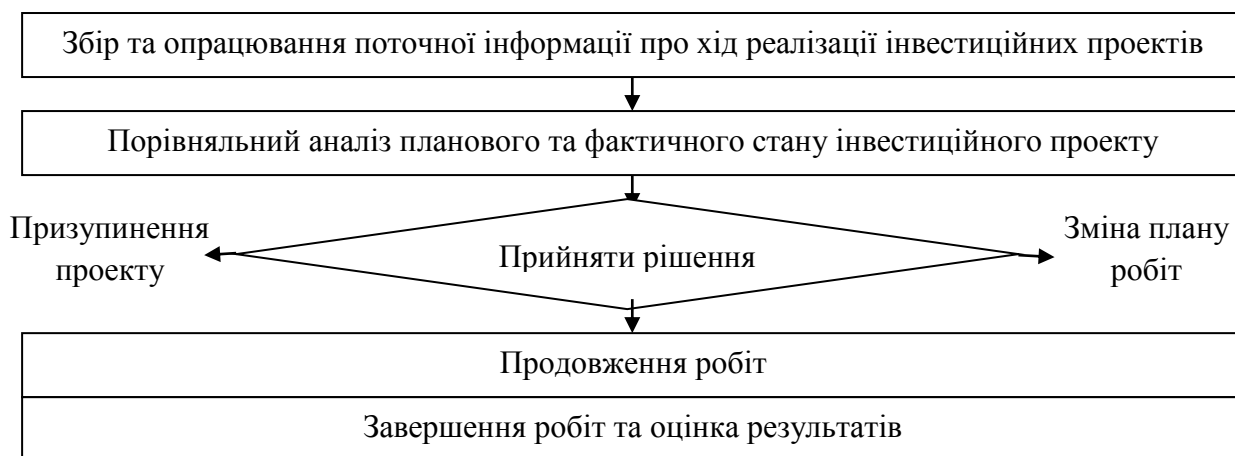 Збір та опрацювання поточної інформації про хід реалізації інвестиційних проектів
Порівняльний аналіз планового та фактичного стану інвестиційного проекту
Призупинення
проекту
Прийняти рішення
Зміна плану
робіт
Продовження робіт
Завершення робіт та оцінка результатів